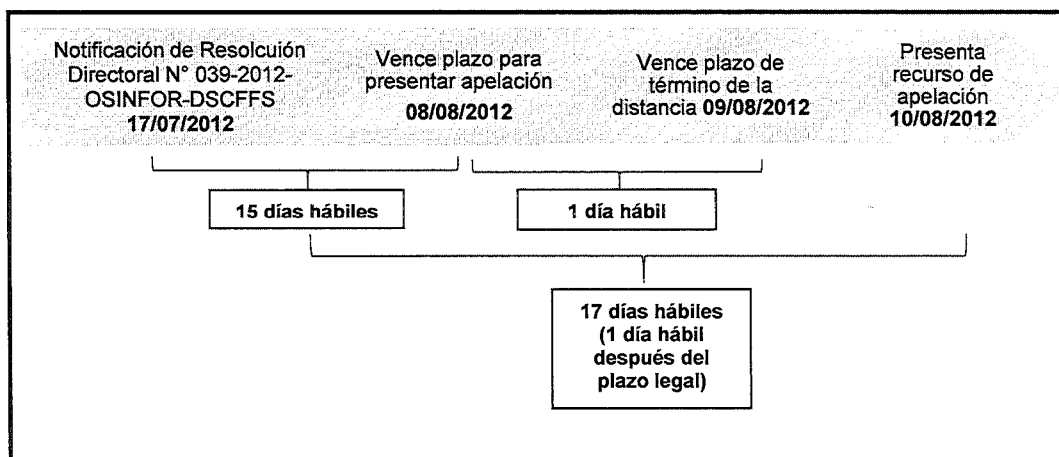 Notificación de Resolcuión
Directoral N° 039-2012-
OSINFOR-DSCFFS
17/07/2012
Vence plazo para
presentar apelación
08/08/2012
Vence plazo de
término de la
distancia 09/08/2012
Presenta
recurso de
apelación
10/08/2012
15 días hábiles
1 día hábil
17 días hábiles
(1 día hábil
después del
plazo legal)